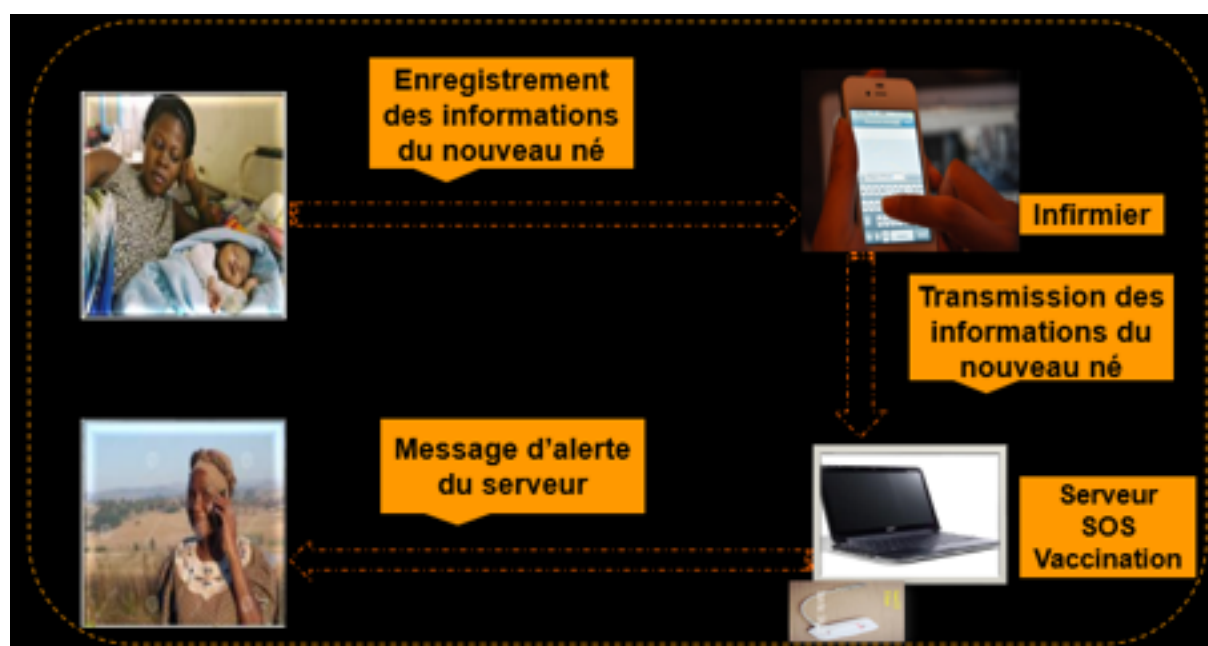 Enregistrement
des informations
du nouveau né
Infirmier
Transmission des
informations du
nouveau né
Message d'alerte
du serveur
Serveur
SOS
Vaccination